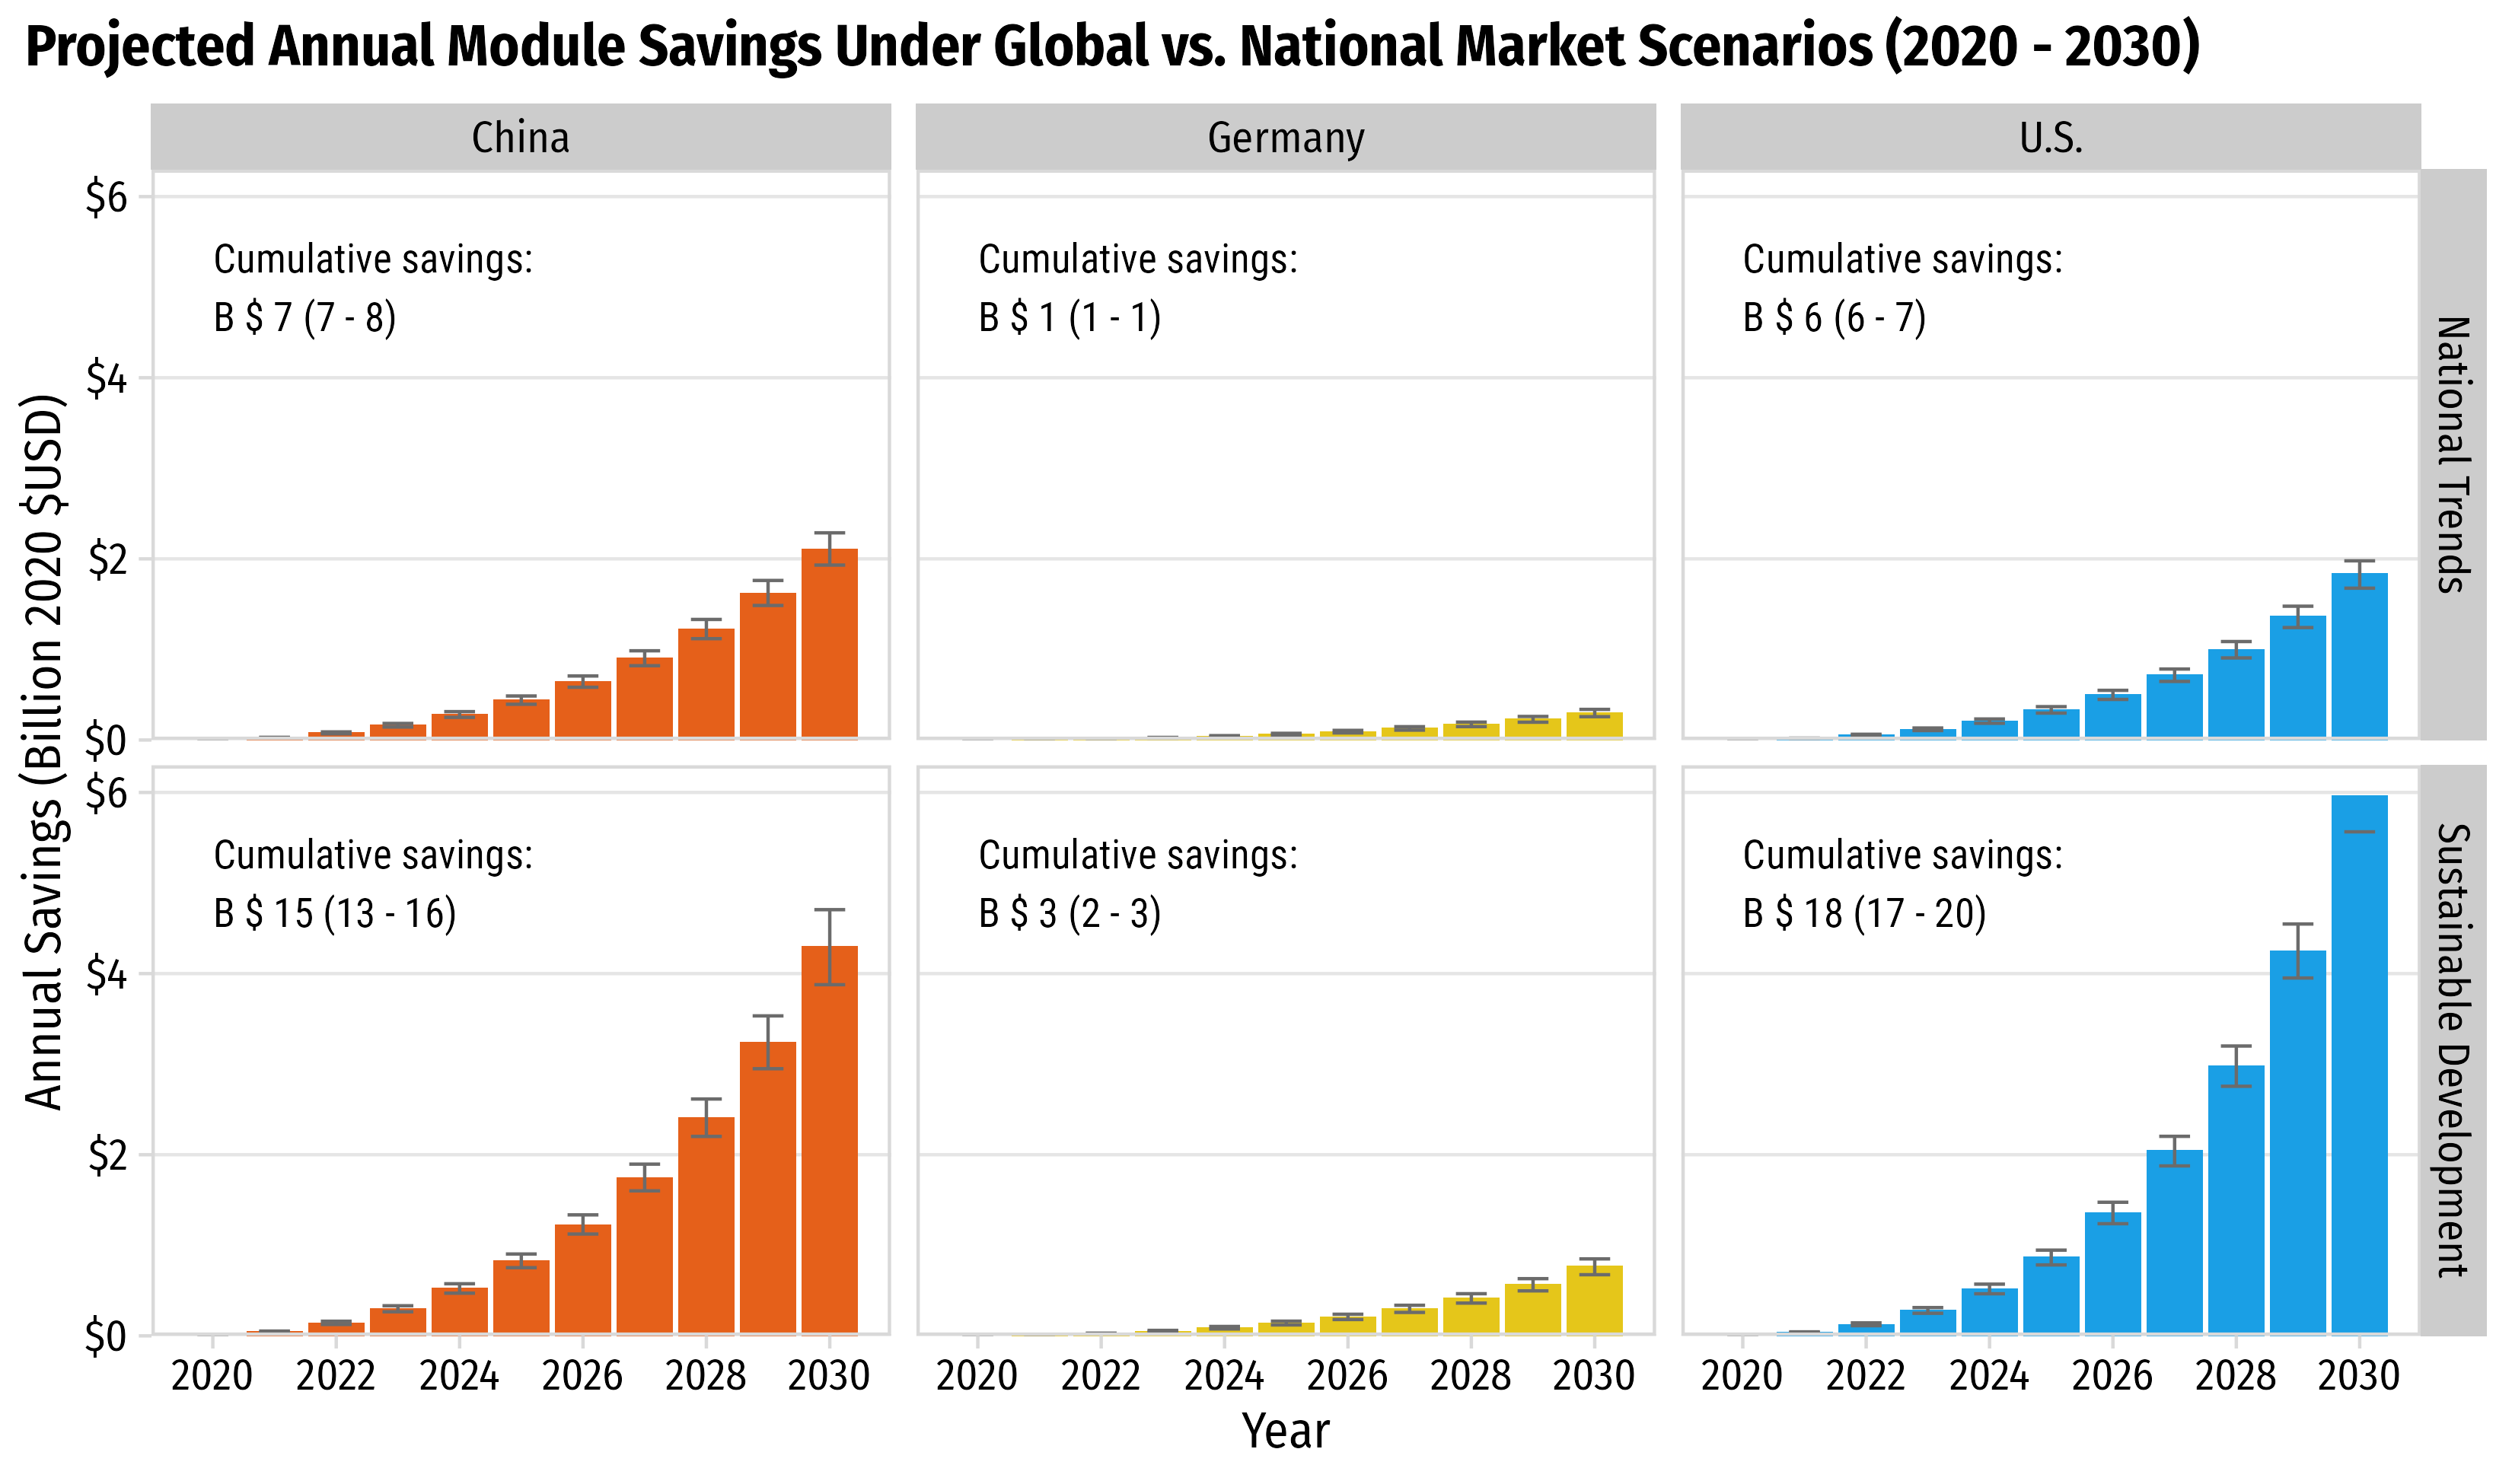 Projected Annual Module Savings Under Global vs. National Market Scenarios (2020 - 2030)
China
Germany
U.S.
Annual Savings (Billion 2020 $USD)
$6
$4
$2
$0
Cumulative savings:
B $ 7 (7 - 8)
Cumulative savings:
B $ 1 (1 - 1)
Cumulative savings:
B $ 6 (6 - 7)
National Trends
$6
$4
$2
$0
Cumulative savings:
B $ 15 (13 - 16)
Cumulative savings:
B $ 3 (2 - 3)
Cumulative savings:
B $ 18 (17 - 20)
Sustainable Development
2020 2022 2024 2026 2028 2030
2020 2022 2024 2026 2028 2030
2020 2022 2024 2026 2028 2030
Year